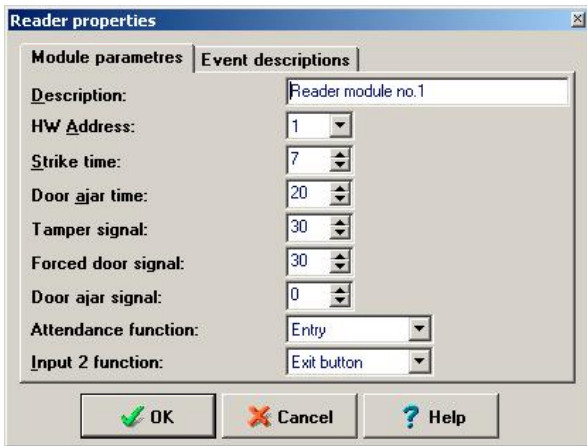 Reader properties
Module parametres Event descriptions
Description: Reader module no.1
HW Address: 1
Strike time: 7
Door ajar time: 20
Tamper signal: 30
Forced door signal: 30
Door ajar signal: 0
Attendance function: Entry
Input 2 function: Exit button
OK Cancel Help